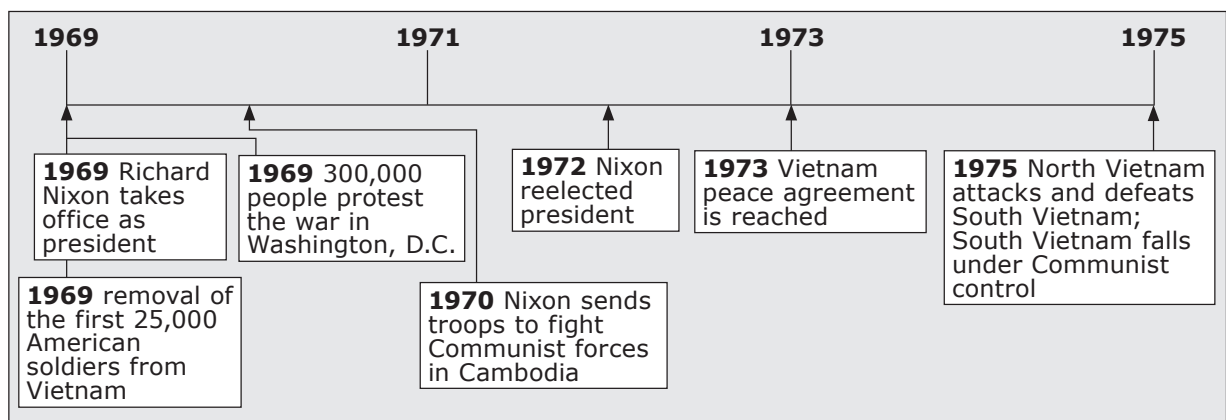 1969 1971 1973 1975
1969 Richard
Nixon takes
office as
president
1969 300,000
people protest
the war in
Washington, D.C.
1972 Nixon
reelected
president
1973 Vietnam
peace agreement
is reached
1975 North Vietnam
attacks and defeats
South Vietnam;
South Vietnam falls
under Communist
control
1969 removal of
the first 25,000
American
soldiers from
Vietnam
1970 Nixon sends
troops to fight
Communist forces
in Cambodia